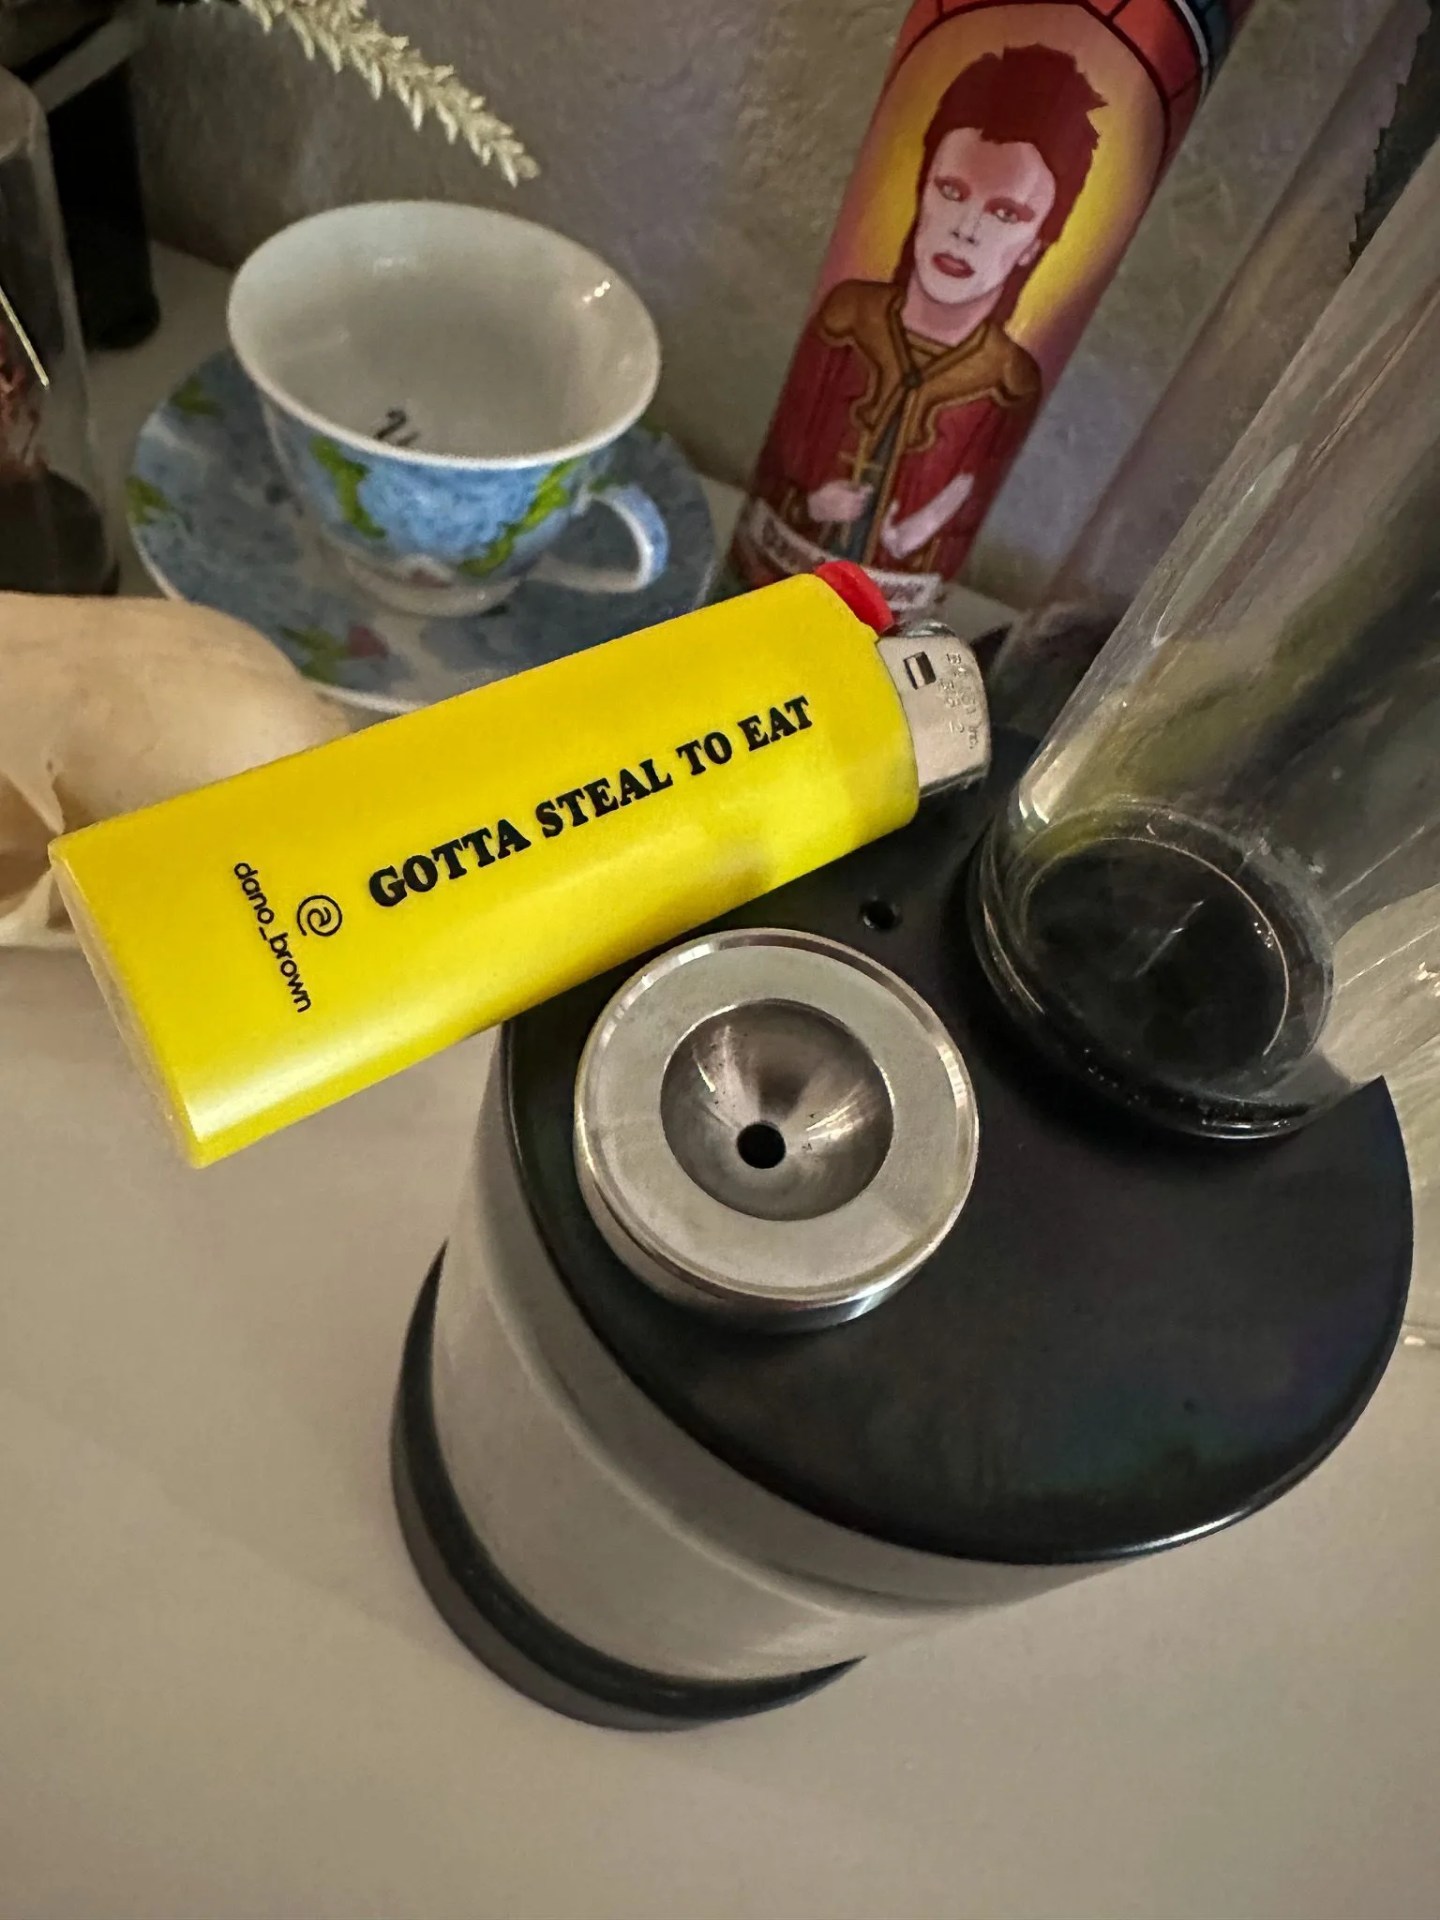 GOTTA STEAL TO EAT
@
dano_brown